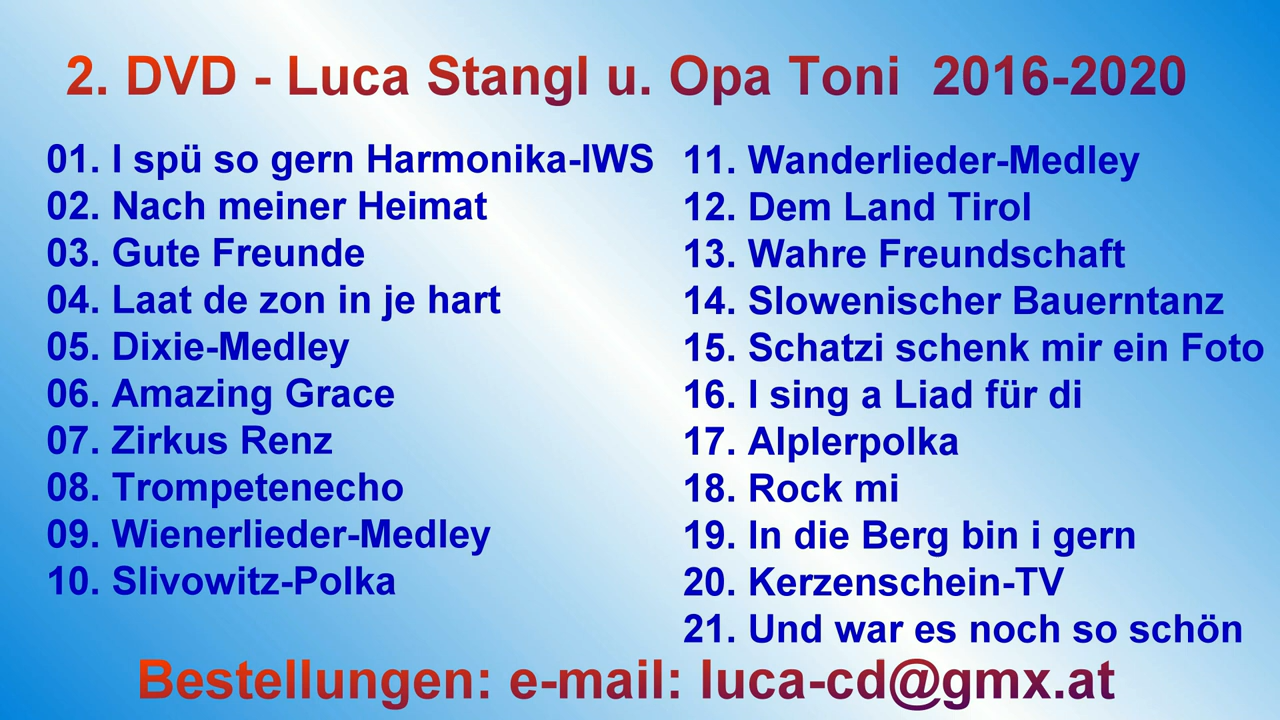 2. DVD - Luca Stangl u. Opa Toni 2016-2020
01. I spü so gern Harmonika-IWS
02. Nach meiner Heimat
03. Gute Freunde
04. Laat de zon in je hart
05. Dixie-Medley
06. Amazing Grace
07. Zirkus Renz
08. Trompetenecho
09. Wienerlieder-Medley
10. Slivowitz-Polka
11. Wanderlieder-Medley
12. Dem Land Tirol
13. Wahre Freundschaft
14. Slowenischer Bauerntanz
15. Schatzi schenk mir ein Foto
16. I sing a Liad für di
17. Alplerpolka
18. Rock mi
19. In die Berg bin i gern
20. Kerzenschein-TV
21. Und war es noch so schön
Bestellungen: e-mail: luca-cd@gmx.at